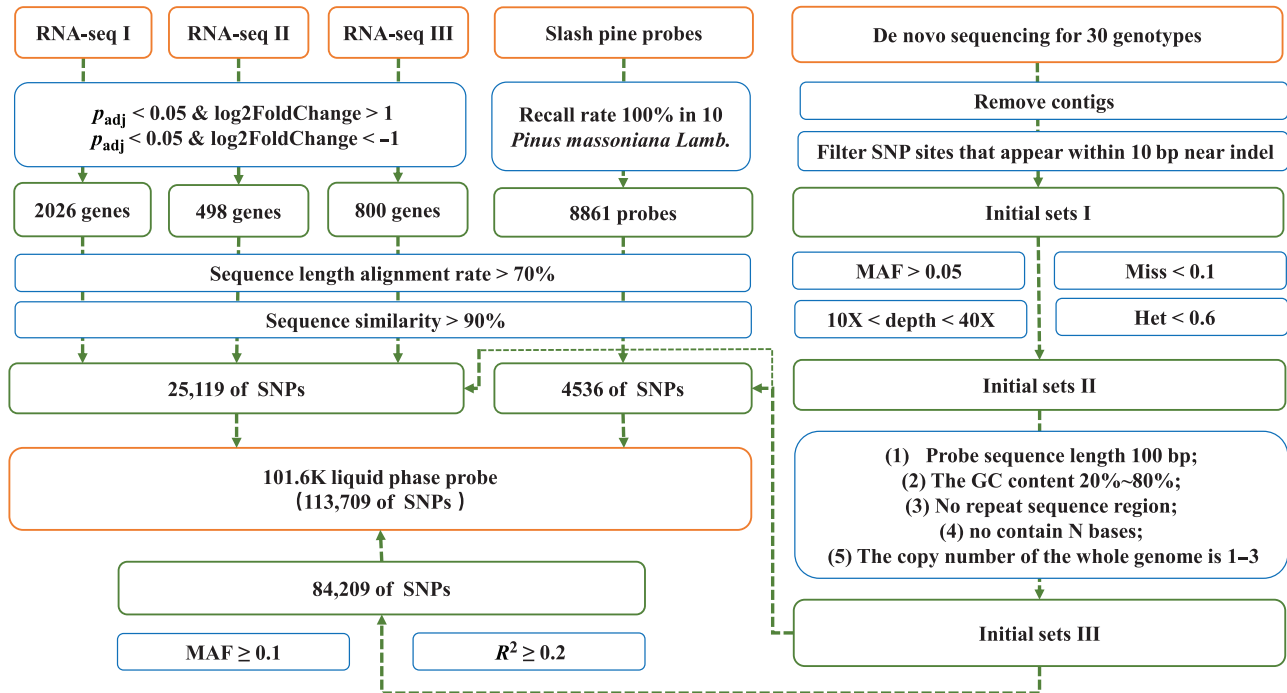 RNA-seq I
RNA-seq II
RNA-seq III
Slash pine probes
De novo sequencing for 30 genotypes
p_adj < 0.05 & log2FoldChange > 1
p_adj < 0.05 & log2FoldChange < –1
Recall rate 100% in 10
Pinus massoniana Lamb.
Remove contigs
Filter SNP sites that appear within 10 bp near indel
2026 genes
498 genes
800 genes
8861 probes
Initial sets I
Sequence length alignment rate > 70%
Sequence similarity > 90%
MAF > 0.05
Miss < 0.1
10X < depth < 40X
Het < 0.6
25,119 of SNPs
4536 of SNPs
Initial sets II
101.6K liquid phase probe
(113,709 of SNPs )
(1) Probe sequence length 100 bp;
(2) The GC content 20%~80%;
(3) No repeat sequence region;
(4) no contain N bases;
(5) The copy number of the whole genome is 1–3
84,209 of SNPs
Initial sets III
MAF ≥ 0.1
R² ≥ 0.2